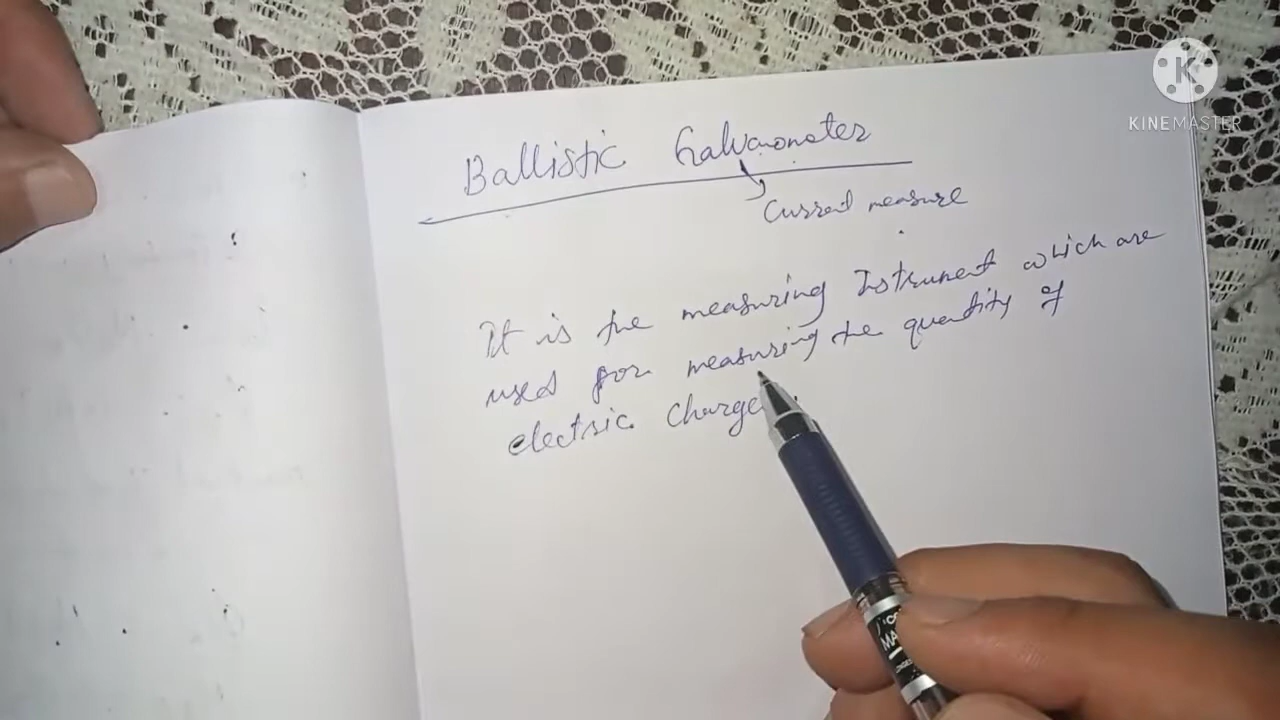 KINEMASTER
Ballistic Galvanometer
Current measure
It is the measuring Instrument which are
used for measuring the quantity of
electric charge